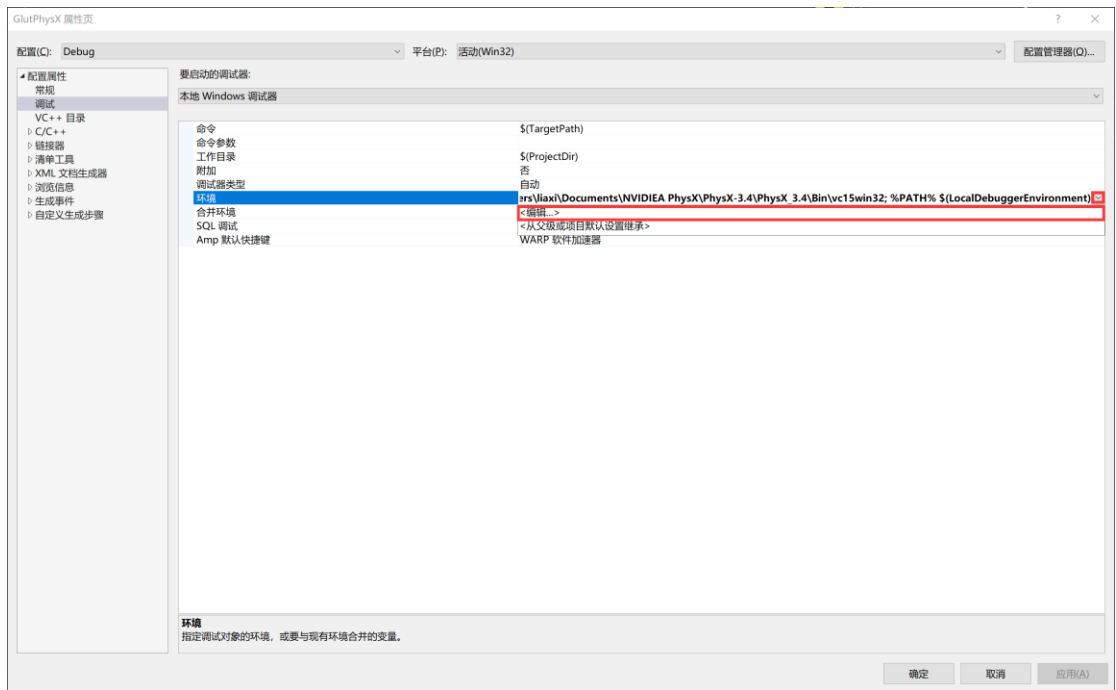 GlutPhysX 属性页
配置(C): Debug 平台(P): 活动(Win32) 配置管理器(O)...
配置属性
常规
调试
VC++ 目录
C/C++
链接器
清单工具
XML 文档生成器
浏览信息
生成事件
自定义生成步骤
要启动的调试器:
本地 Windows 调试器
命令 $(TargetPath)
命令参数
工作目录 $(ProjectDir)
附加 否
调试器类型 自动
环境 ers\liaxi\Documents\NVIDIEA PhysX\PhysX-3.4\PhysX_3.4\Bin\vc15win32; %PATH% $(LocalDebuggerEnvironment)
合并环境 <编辑...>
SQL 调试 <从父级或项目默认设置继承>
Amp 默认快捷键 WARP 软件加速器
环境
指定调试对象的环境，或要与现有环境合并的变量。
确定 取消 应用(A)